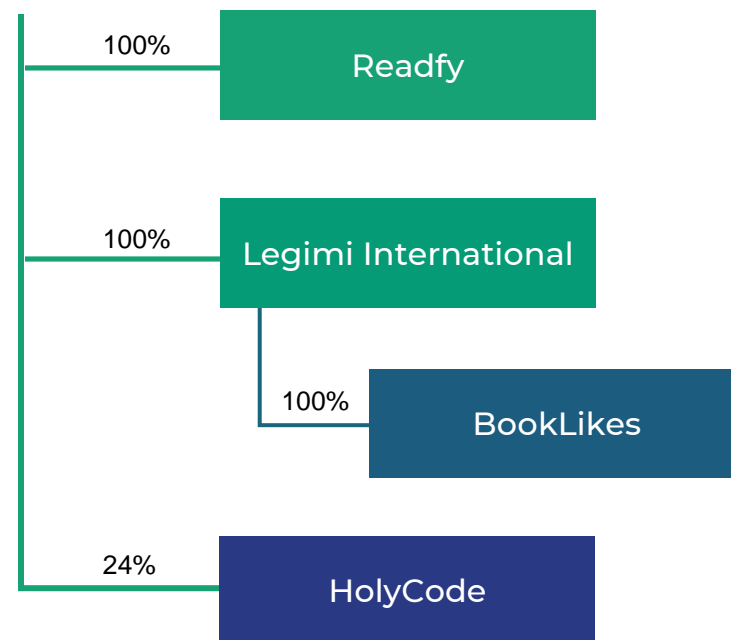 100%
Readfy
100%
Legimi International
100%
BookLikes
24%
HolyCode